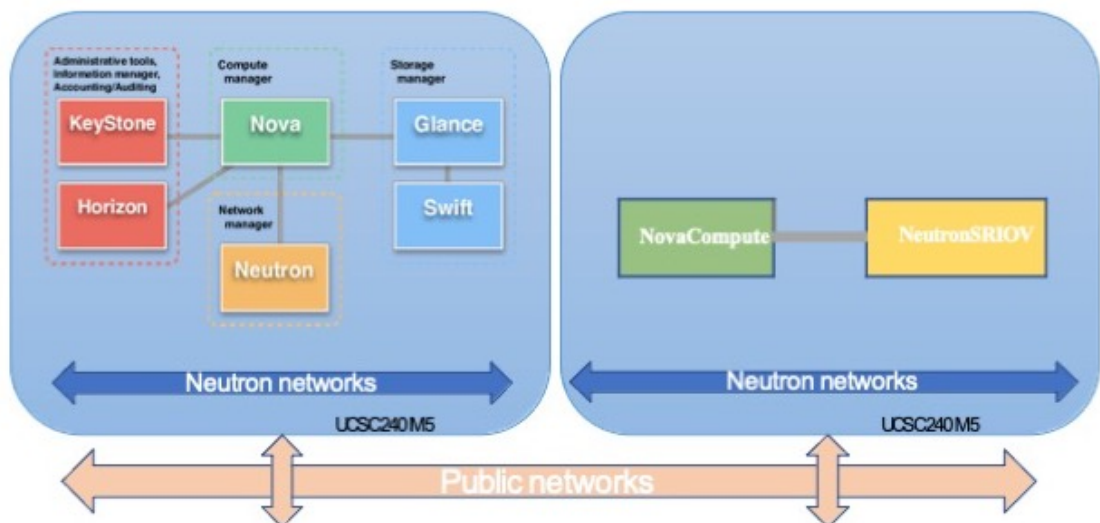 Administrative tools,
Information manager,
Accounting/Auditing
KeyStone
Horizon
Compute
manager
Nova
Network
manager
Neutron
Storage
manager
Glance
Swift
Neutron networks
UCSC240 M5
NovaCompute
NeutronSRIOV
Neutron networks
UCSC240 M5
Public networks